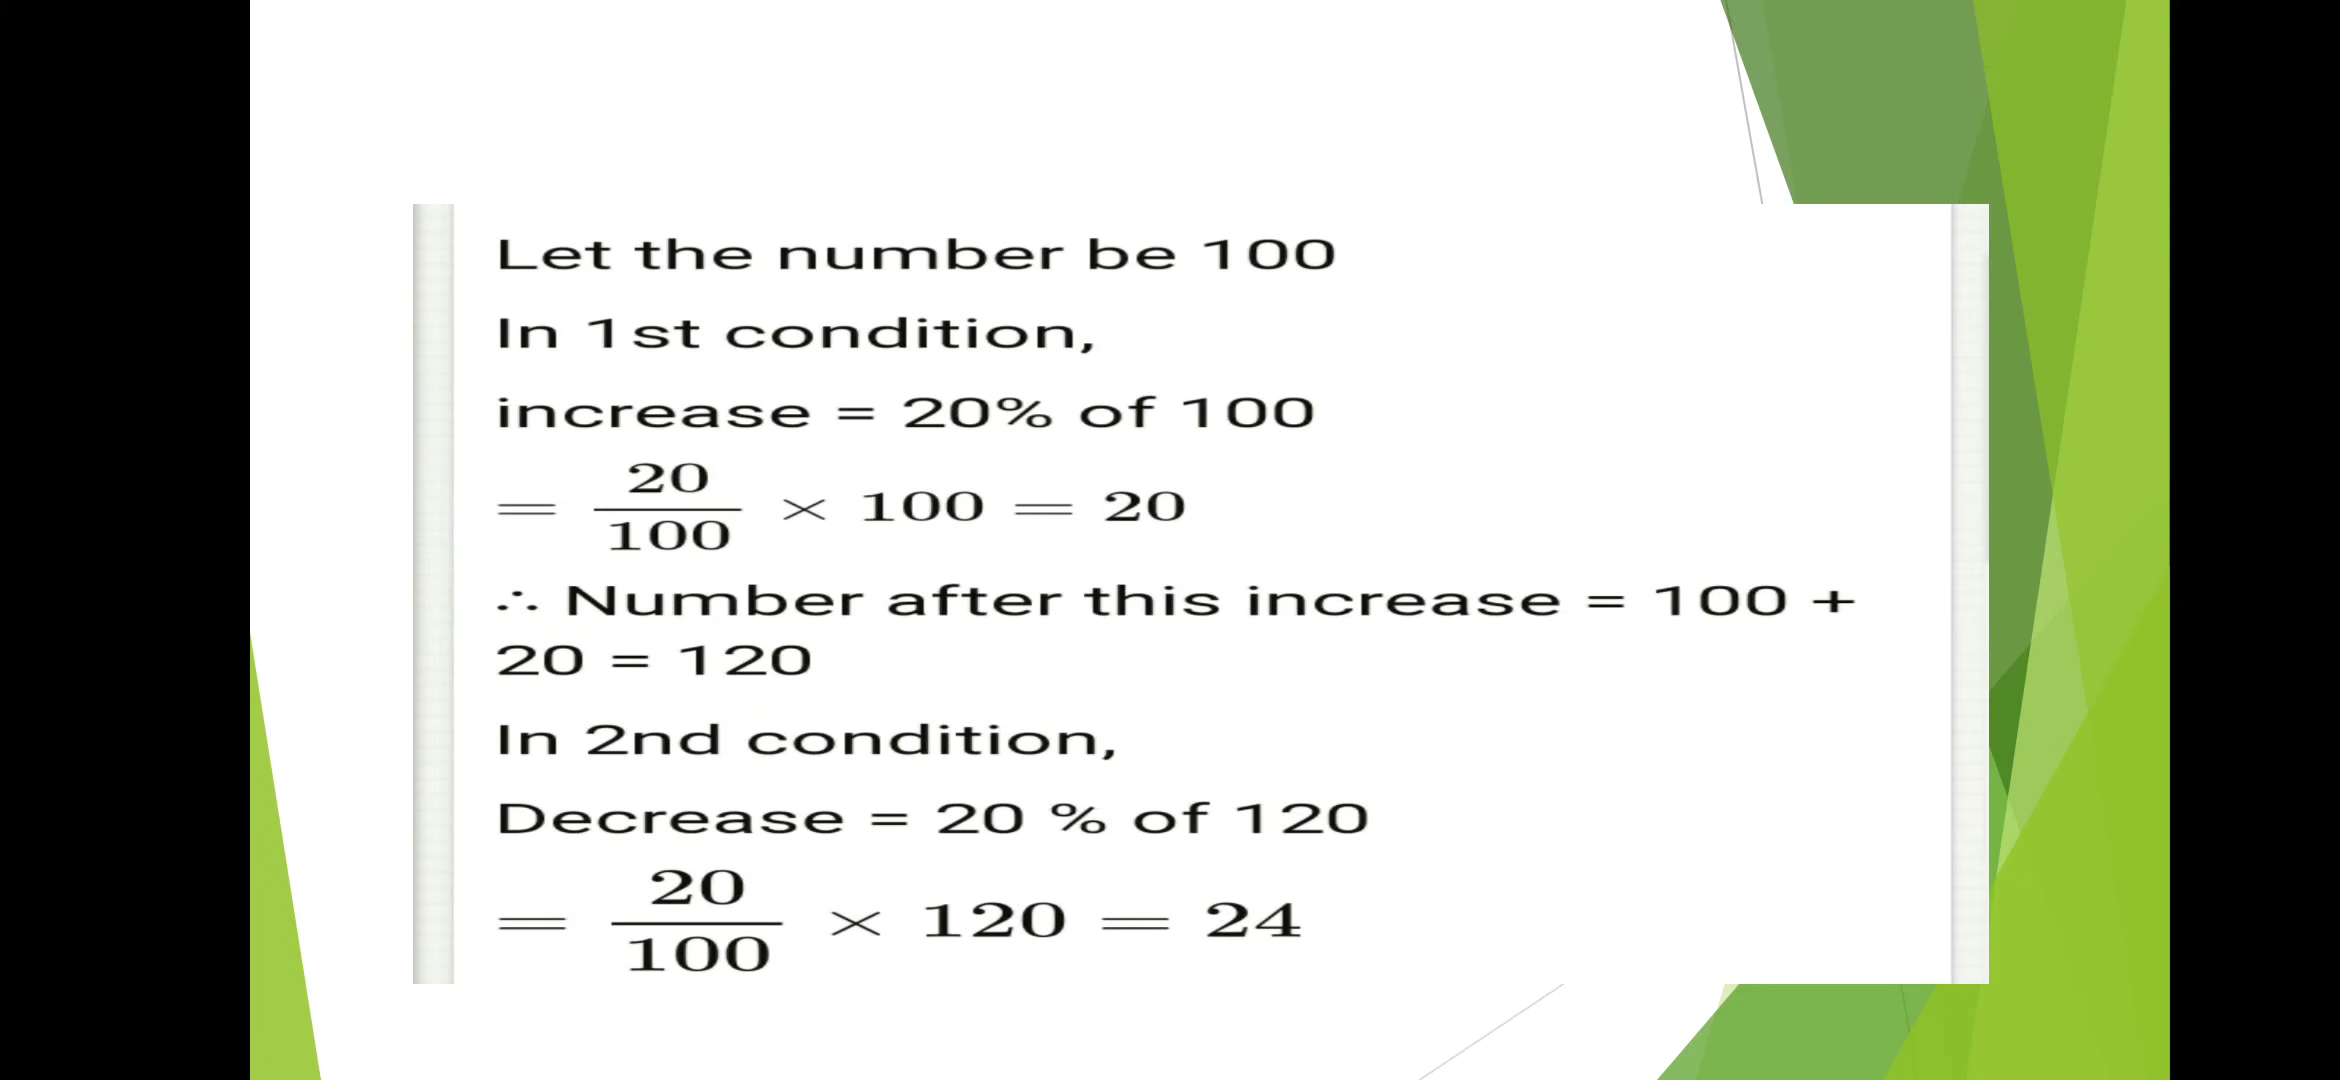 Let the number be 100
In 1st condition,
increase = 20% of 100
= 20/100 × 100 = 20
∴ Number after this increase = 100 +
20 = 120
In 2nd condition,
Decrease = 20 % of 120
= 20/100 × 120 = 24